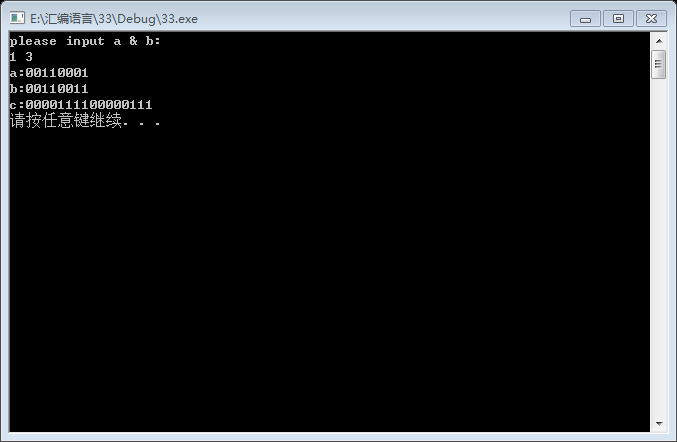 E:\汇编语言\33\Debug\33.exe
please input a & b:
1 3
a:00110001
b:00110011
c:0000111100000111
请按任意键继续. . .